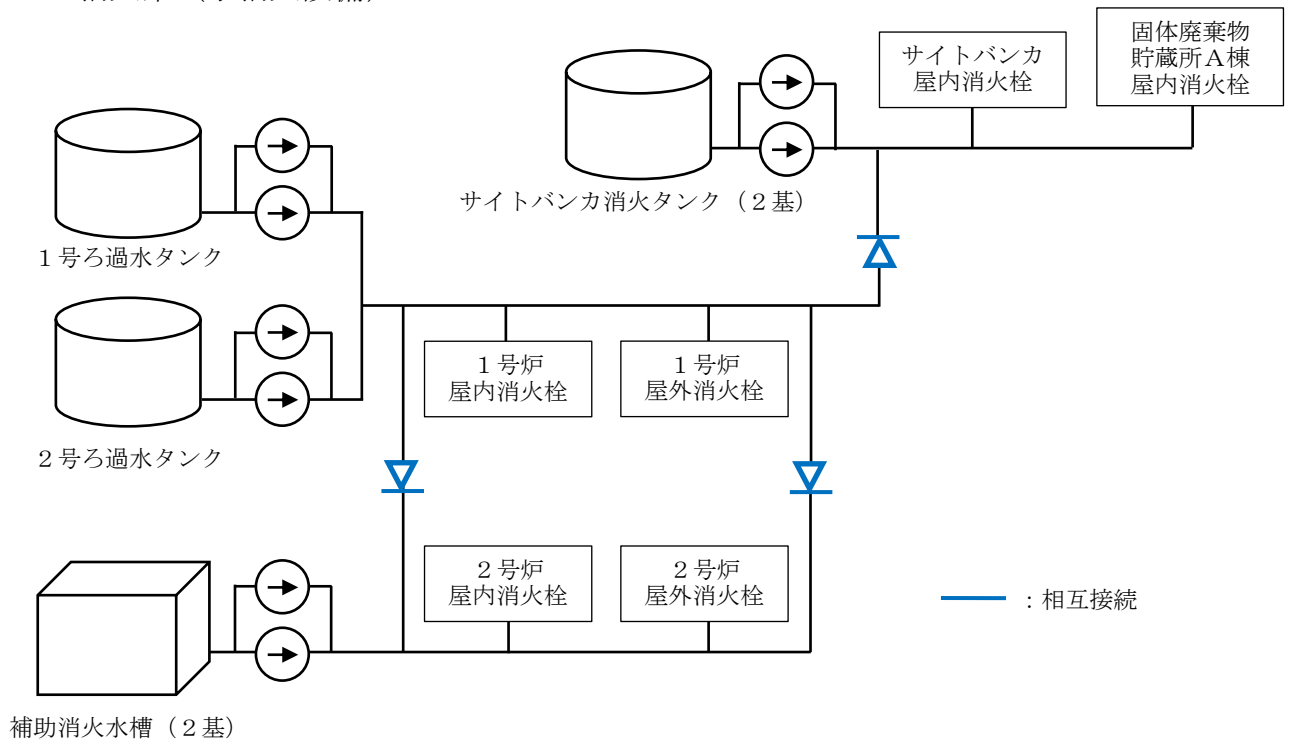 固体廃棄物
貯蔵所Ａ棟
屋内消火栓
サイトバンカ
屋内消火栓
サイトバンカ消火タンク（２基）
１号ろ過水タンク
１号炉
屋内消火栓
１号炉
屋外消火栓
２号ろ過水タンク
２号炉
屋内消火栓
２号炉
屋外消火栓
：相互接続
補助消火水槽（２基）